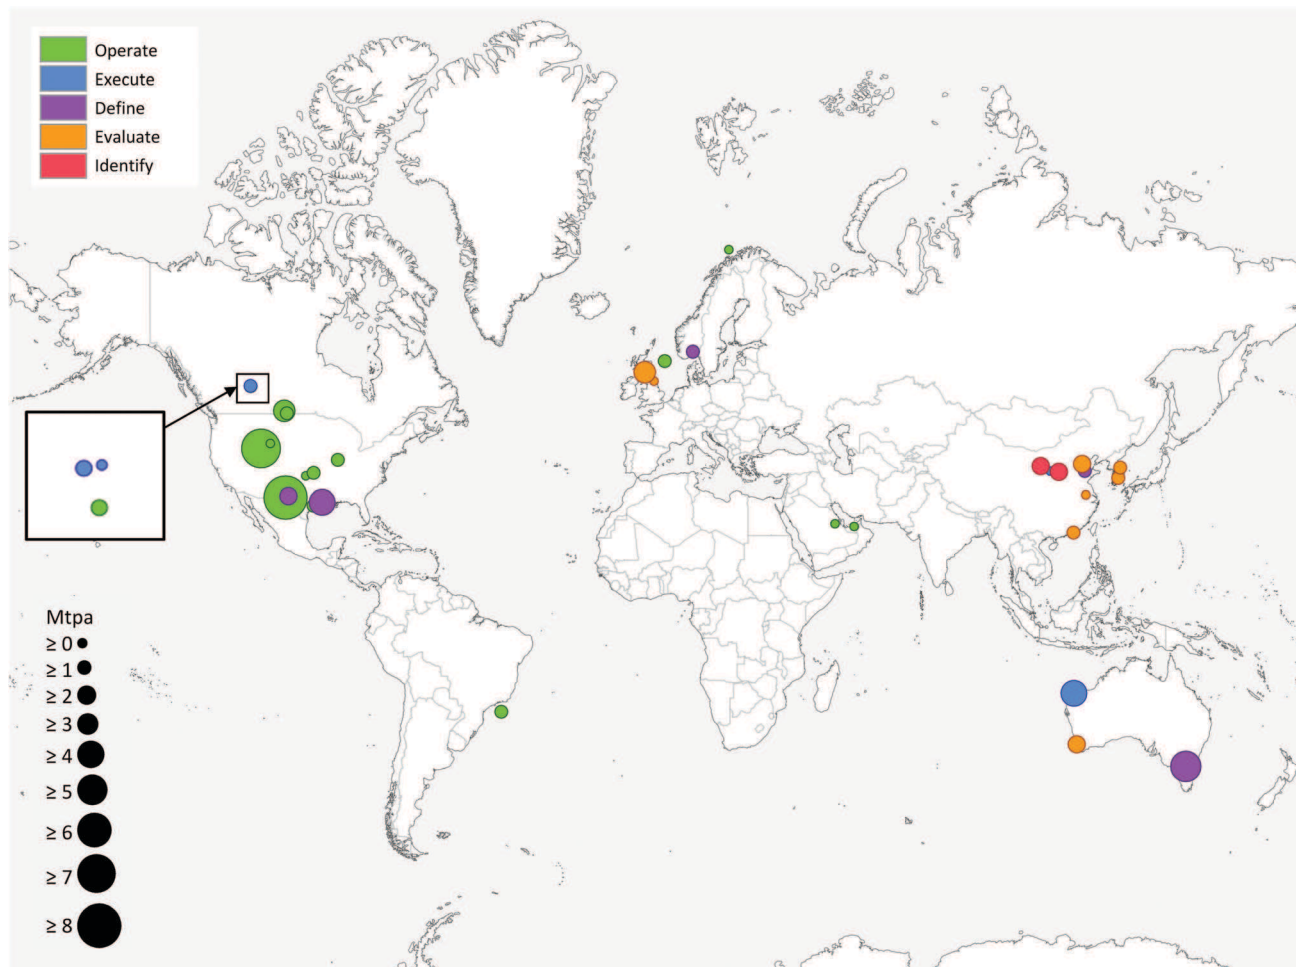 Operate
Execute
Define
Evaluate
Identify
Mtpa
≥ 0
≥ 1
≥ 2
≥ 3
≥ 4
≥ 5
≥ 6
≥ 7
≥ 8